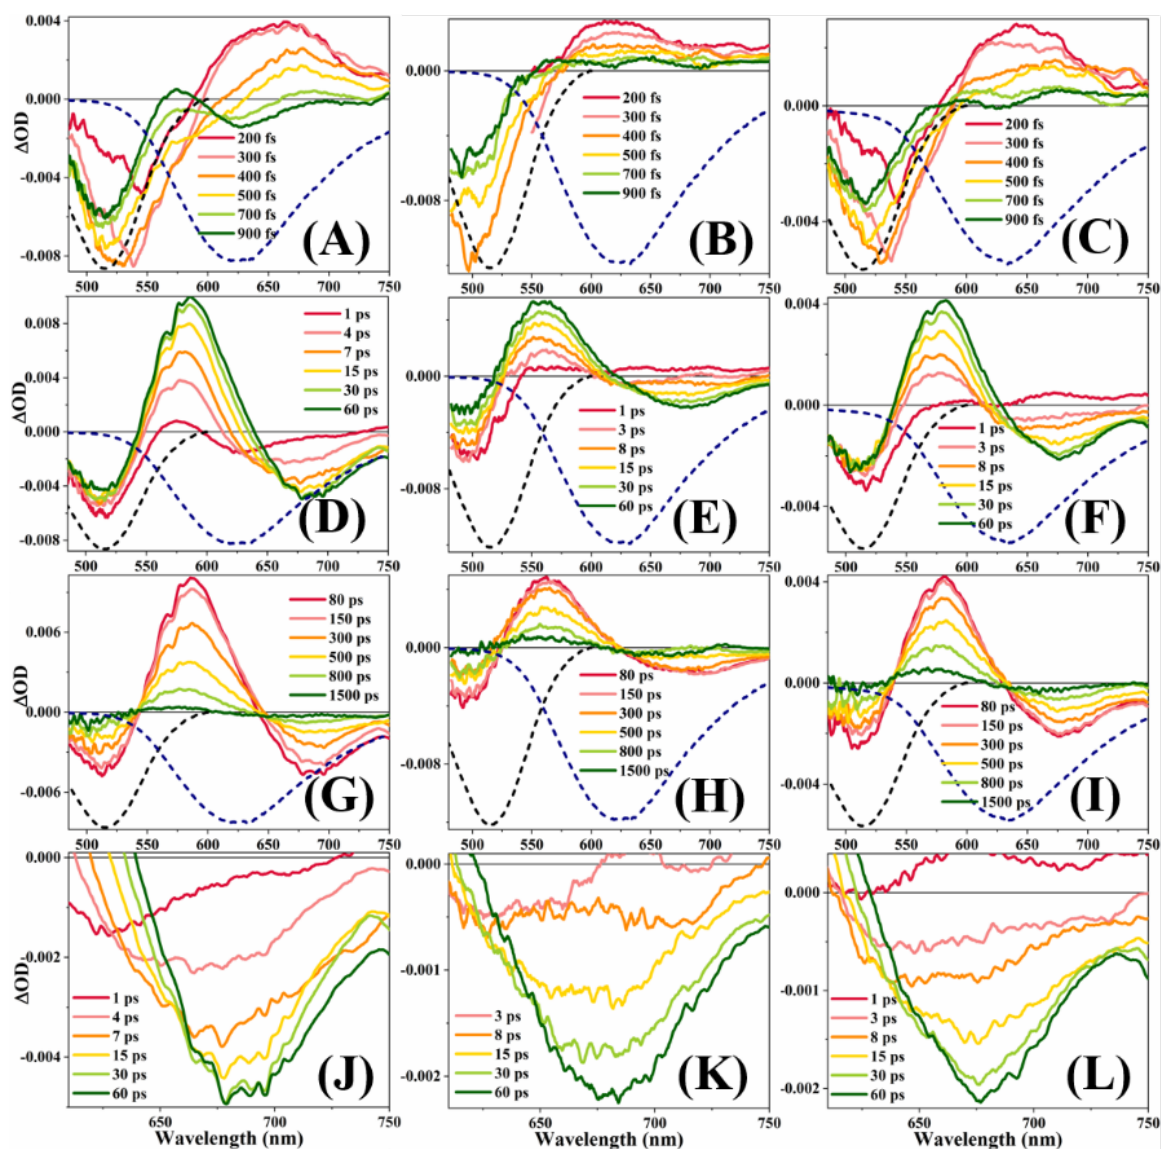 0.004
0.000
-0.004
-0.008
ΔOD
200 fs
300 fs
400 fs
500 fs
700 fs
900 fs
(A)
500 550 600 650 700 750
0.000
-0.008
200 fs
300 fs
400 fs
500 fs
700 fs
900 fs
(B)
500 550 600 650 700 750
0.000
-0.004
200 fs
300 fs
400 fs
500 fs
700 fs
900 fs
(C)
500 550 600 650 700 750
0.008
0.004
0.000
-0.004
-0.008
ΔOD
1 ps
4 ps
7 ps
15 ps
30 ps
60 ps
(D)
500 550 600 650 700 750
0.000
-0.008
1 ps
3 ps
8 ps
15 ps
30 ps
60 ps
(E)
500 550 600 650 700 750
0.004
0.000
-0.004
1 ps
3 ps
8 ps
15 ps
30 ps
60 ps
(F)
500 550 600 650 700 750
0.006
0.000
-0.006
ΔOD
80 ps
150 ps
300 ps
500 ps
800 ps
1500 ps
(G)
500 550 600 650 700 750
0.000
-0.008
80 ps
150 ps
300 ps
500 ps
800 ps
1500 ps
(H)
500 550 600 650 700 750
0.004
0.000
-0.004
80 ps
150 ps
300 ps
500 ps
800 ps
1500 ps
(I)
500 550 600 650 700 750
0.000
-0.002
-0.004
ΔOD
1 ps
4 ps
7 ps
15 ps
30 ps
60 ps
(J)
650 700 750
Wavelength (nm)
0.000
-0.001
-0.002
3 ps
8 ps
15 ps
30 ps
60 ps
(K)
650 700 750
Wavelength (nm)
0.000
-0.001
-0.002
1 ps
3 ps
8 ps
15 ps
30 ps
60 ps
(L)
650 700 750
Wavelength (nm)